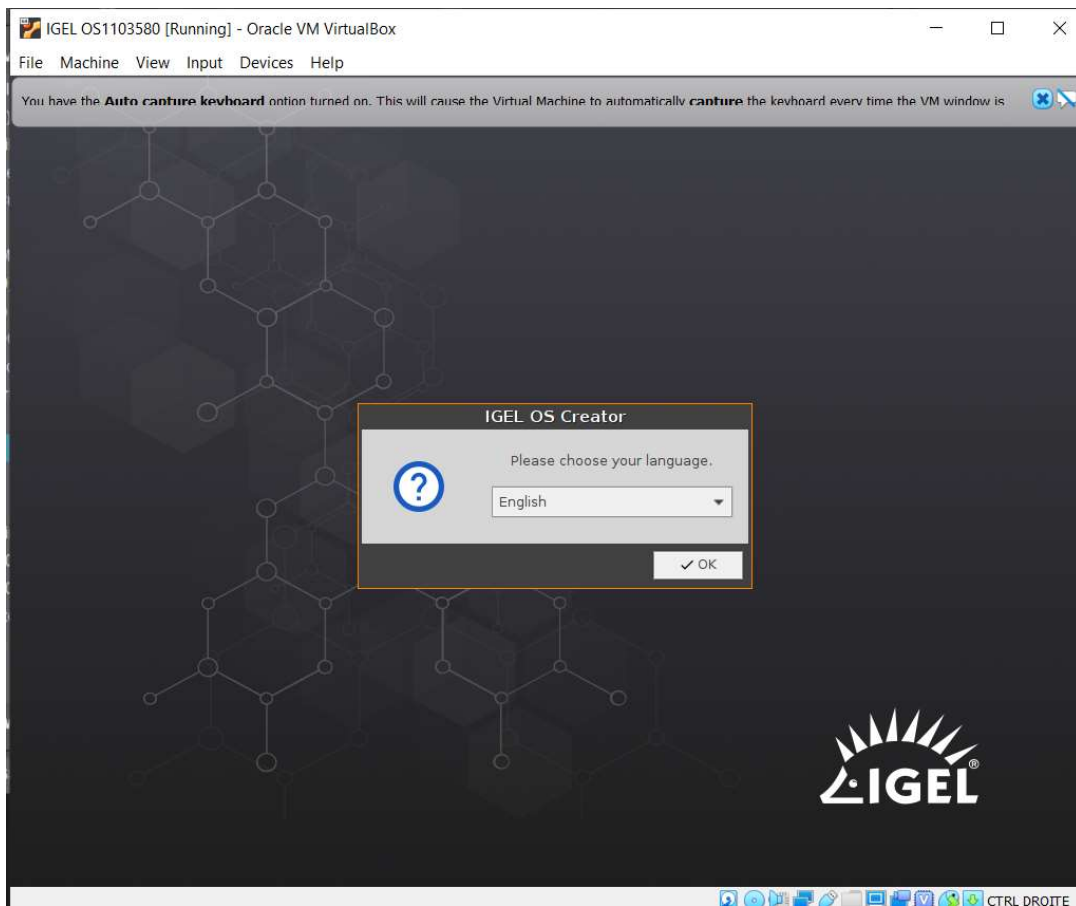 IGEL OS1103580 [Running] - Oracle VM VirtualBox
File Machine View Input Devices Help
You have the Auto capture keyboard option turned on. This will cause the Virtual Machine to automatically capture the keyboard every time the VM window is
IGEL OS Creator
Please choose your language.
English
OK
IGEL®
CTRL DROITE